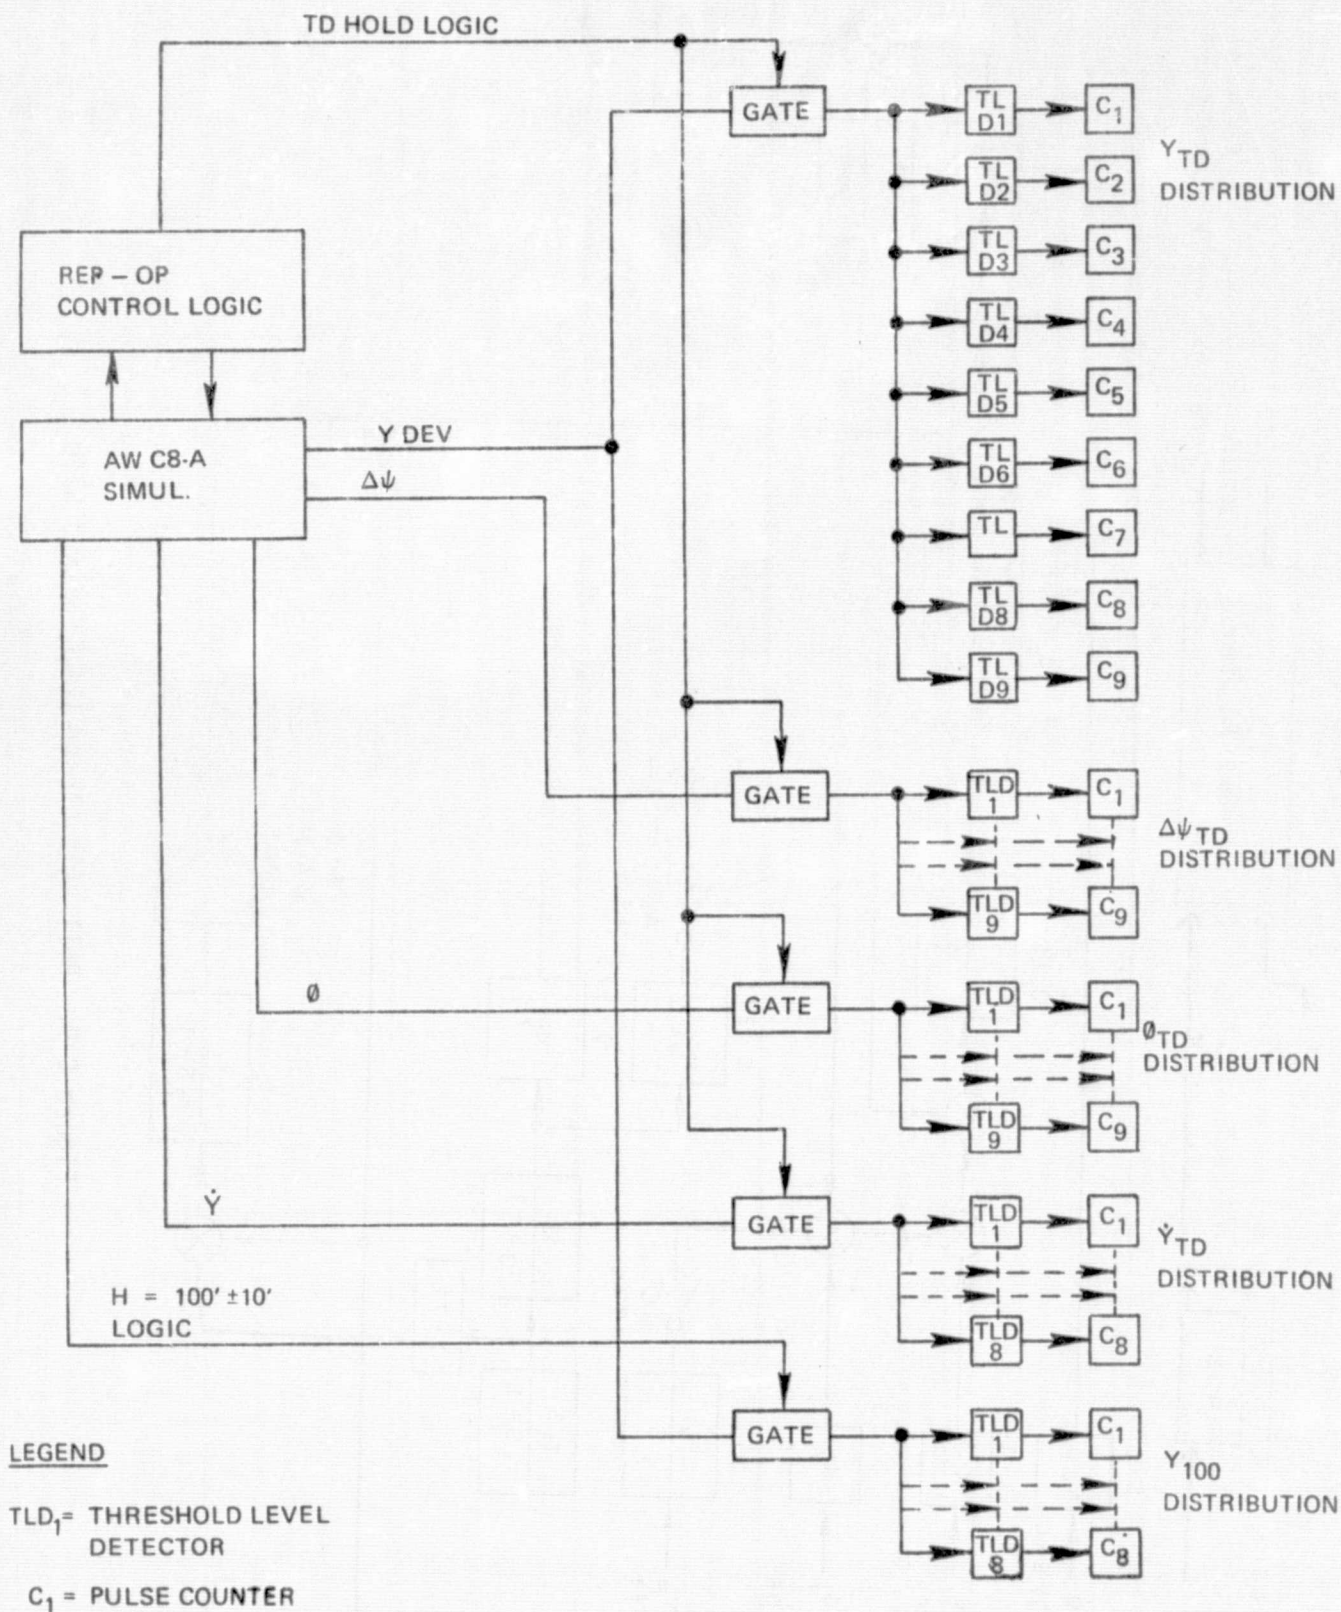 TD HOLD LOGIC
GATE
TL D1
C1
TL D2
C2
YTD
DISTRIBUTION
TL D3
C3
TL D4
C4
TL D5
C5
TL D6
C6
TL
C7
TL D8
C8
TL D9
C9
REP – OP
CONTROL LOGIC
AW C8-A
SIMUL.
Y DEV
Δψ
GATE
TLD 1
C1
TLD 9
C9
ΔψTD
DISTRIBUTION
Ø
GATE
TLD 1
C1
TLD 9
C9
ØTD
DISTRIBUTION
Ẏ
GATE
TLD 1
C1
TLD 8
C8
ẎTD
DISTRIBUTION
H = 100' ±10'
LOGIC
GATE
TLD 1
C1
TLD 8
C8
Y100
DISTRIBUTION
LEGEND
TLD1= THRESHOLD LEVEL
DETECTOR
C1 = PULSE COUNTER